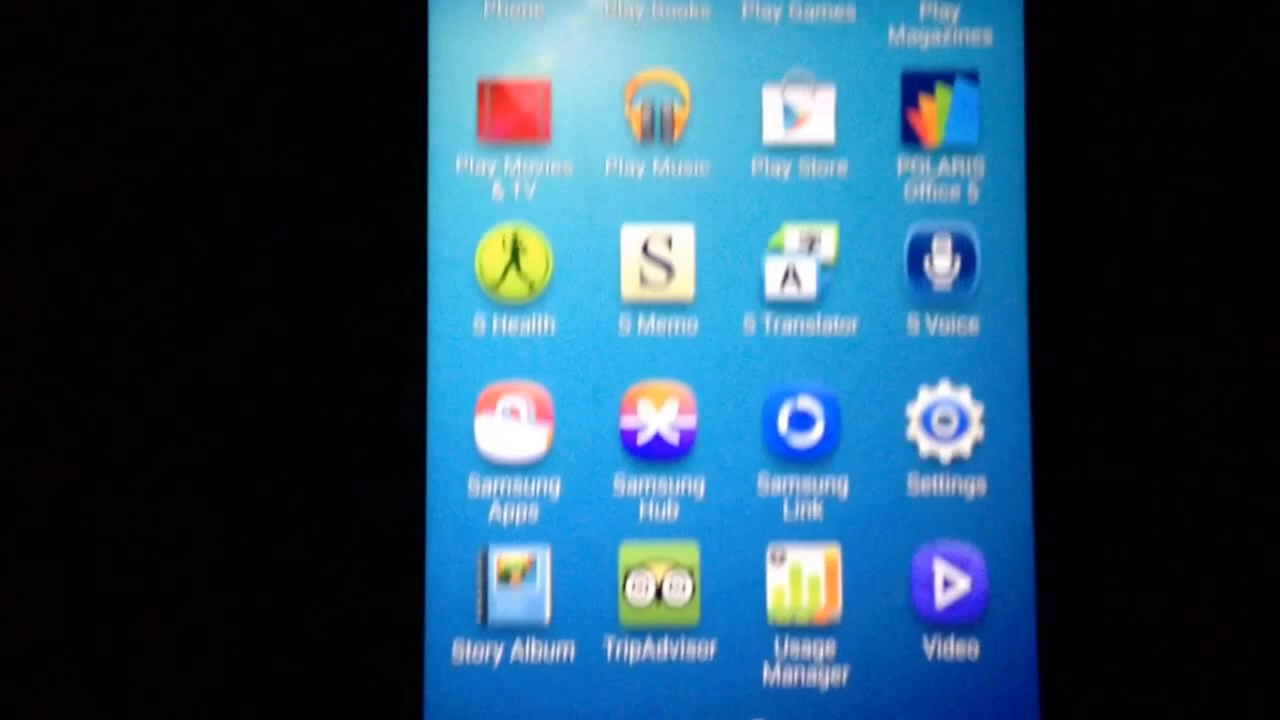 Phone Play Books Play Games Play
Magazines
Play Movies Play Music Play Store POLARIS
& TV Office 5
S
A
S Health S Memo S Translator S Voice
Samsung Samsung Samsung Settings
Apps Hub Link
Story Album TripAdvisor Usage Video
Manager